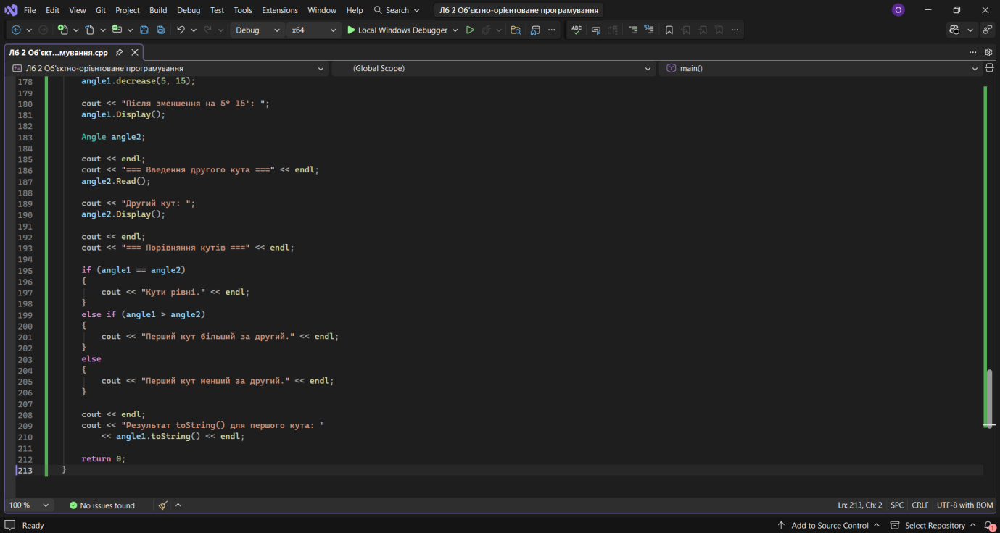 File Edit View Git Project Build Debug Test Tools Extensions Window Help Search Лб 2 Об'єктно-орієнтоване програмування O
Debug x64 Local Windows Debugger ABC
Лб 2 Об'єкт...мування.cpp
Лб 2 Об'єктно-орієнтоване програмування (Global Scope) main()
178 angle1.decrease(5, 15);
179
180 cout << "Після зменшення на 5° 15': ";
181 angle1.Display();
182
183 Angle angle2;
184
185 cout << endl;
186 cout << "=== Введення другого кута ===" << endl;
187 angle2.Read();
188
189 cout << "Другий кут: ";
190 angle2.Display();
191
192 cout << endl;
193 cout << "=== Порівняння кутів ===" << endl;
194
195 if (angle1 == angle2)
196 {
197 cout << "Кути рівні." << endl;
198 }
199 else if (angle1 > angle2)
200 {
201 cout << "Перший кут більший за другий." << endl;
202 }
203 else
204 {
205 cout << "Перший кут менший за другий." << endl;
206 }
207
208 cout << endl;
209 cout << "Результат toString() для першого кута: "
210 << angle1.toString() << endl;
211
212 return 0;
213 }
100 % No issues found Ln: 213, Ch: 2 SPC CRLF UTF-8 with BOM
Ready Add to Source Control Select Repository 1